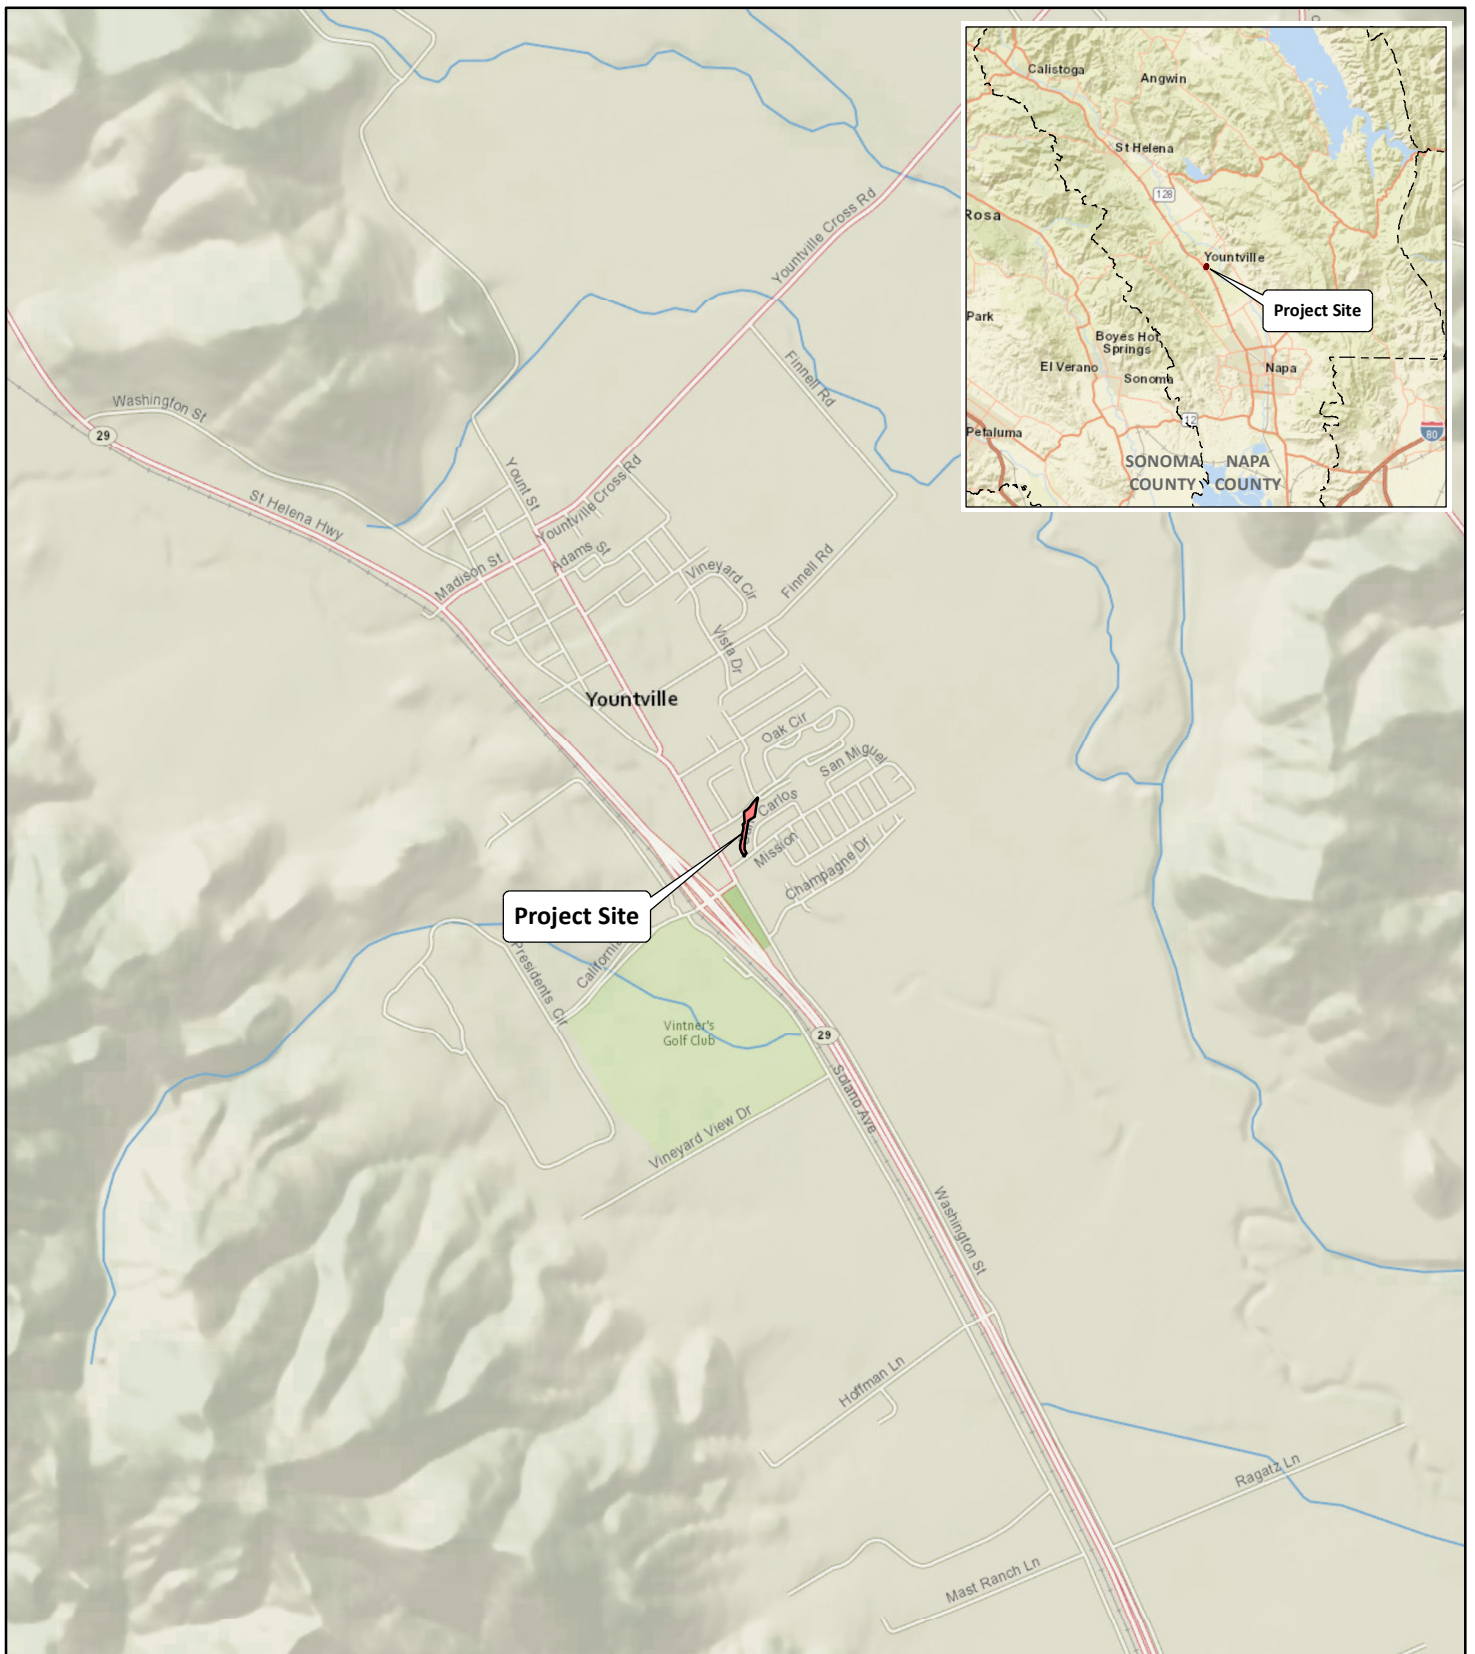 Calistoga
Angwin
St Helena
128
Rosa
Yountville
Project Site
Park
Boyes Hot
Springs
El Verano
Sonoma
Napa
12
Petaluma
80
SONOMA
COUNTY
NAPA
COUNTY
Yountville Cross Rd
Finnell Rd
Washington St
29
St Helena Hwy
Yount St
Yountville Cross Rd
Madison St
Adams St
Vineyard Cir
Finnell Rd
Vista Dr
Yountville
Oak Cir
San Miguel
Carlos
Mission
Champagne Dr
Project Site
Presidents Cir
California
Vintner's
Golf Club
29
Solano Ave
Vineyard View Dr
Washington St
Hoffman Ln
Ragatz Ln
Mast Ranch Ln